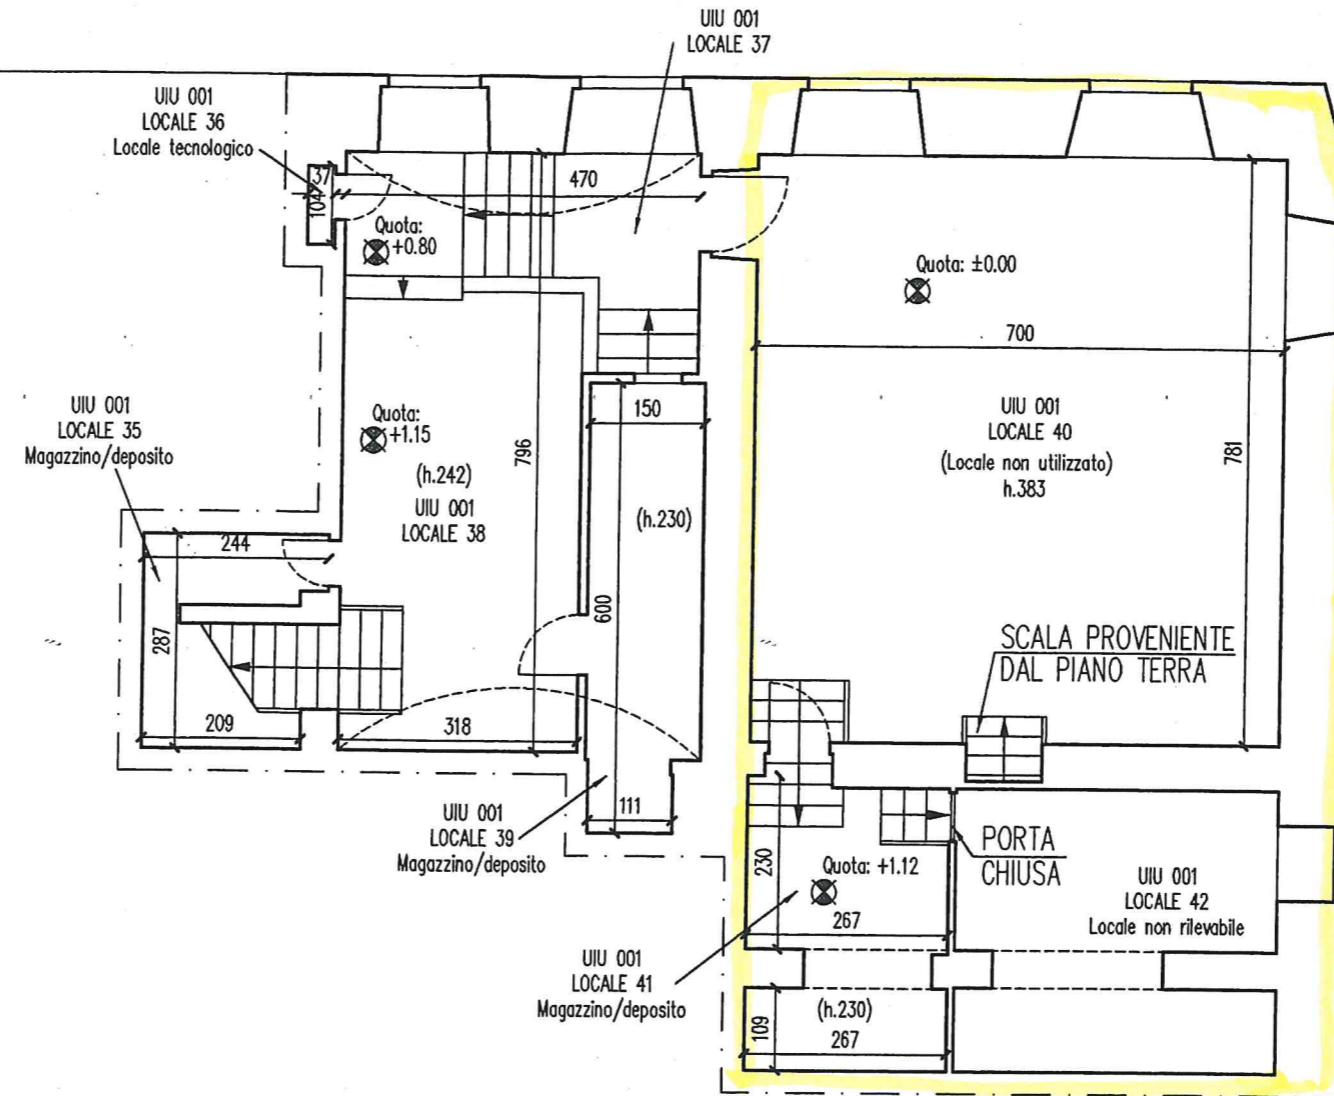 UIU 001
LOCALE 37
UIU 001
LOCALE 36
Locale tecnologico
37
104
470
Quota:
+0.80
Quota: ±0.00
700
UIU 001
LOCALE 35
Magazzino/deposito
Quota:
+1.15
(h.242)
UIU 001
LOCALE 38
796
150
(h.230)
600
UIU 001
LOCALE 40
(Locale non utilizzato)
h.383
781
244
287
209
318
SCALA PROVENIENTE
DAL PIANO TERRA
111
UIU 001
LOCALE 39
Magazzino/deposito
230
Quota: +1.12
267
PORTA
CHIUSA
UIU 001
LOCALE 42
Locale non rilevabile
UIU 001
LOCALE 41
Magazzino/deposito
109
(h.230)
267